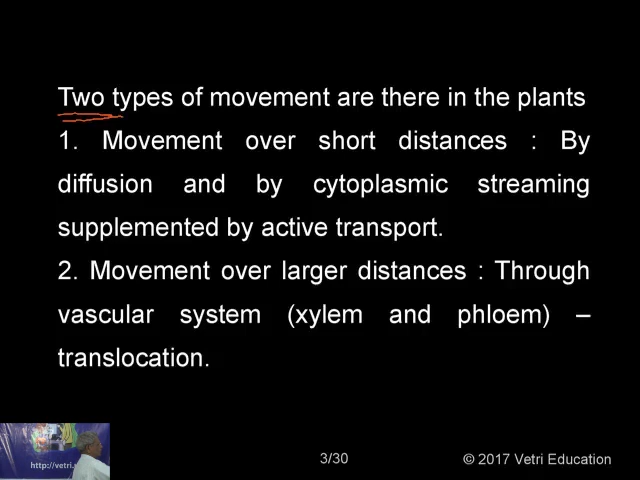 Two types of movement are there in the plants
1. Movement over short distances : By
diffusion and by cytoplasmic streaming
supplemented by active transport.
2. Movement over larger distances : Through
vascular system (xylem and phloem) –
translocation.
http://vetri.
3/30
© 2017 Vetri Education